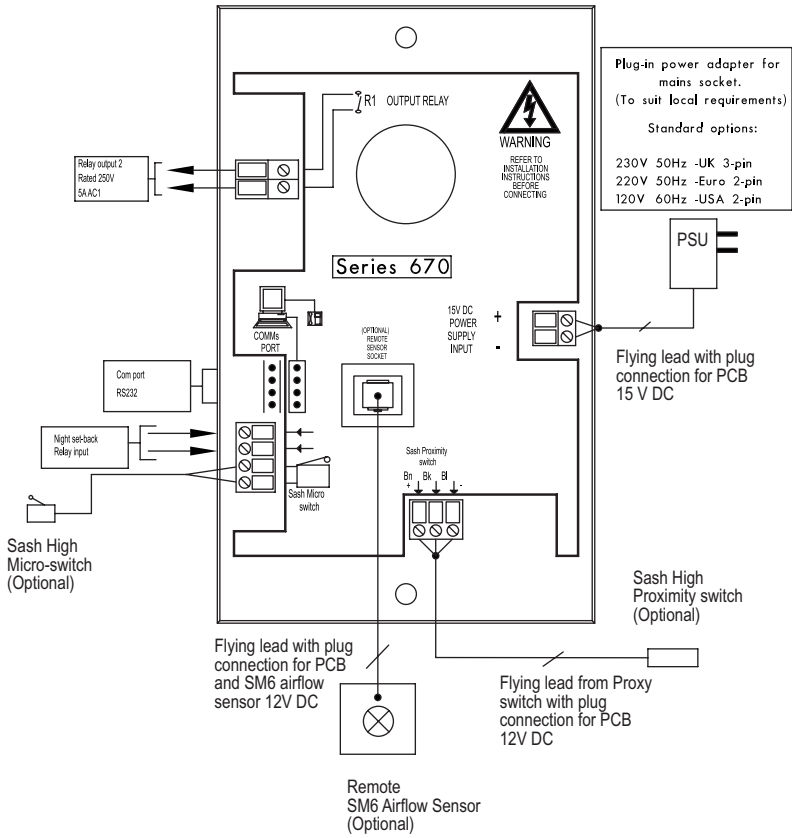 R1 OUTPUT RELAY
WARNING
REFER TO
INSTALLATION
INSTRUCTIONS
BEFORE
CONNECTING
Plug-in power adapter for
mains socket.
(To suit local requirements)
Standard options:
230V 50Hz -UK 3-pin
220V 50Hz -Euro 2-pin
120V 60Hz -USA 2-pin
Relay output 2
Rated 250V
5A AC1
PSU
Series 670
COMMs
PORT
(OPTIONAL)
REMOTE
SENSOR
SOCKET
15V DC
POWER
SUPPLY
INPUT
+
-
Flying lead with plug
connection for PCB
15 V DC
Com port
RS232
Night set-back
Relay input
Sash Micro
switch
Sash Proximity
switch
Bn Bk Bl
+ -
Sash High
Micro-switch
(Optional)
Sash High
Proximity switch
(Optional)
Flying lead with plug
connection for PCB
and SM6 airflow
sensor 12V DC
Flying lead from Proxy
switch with plug
connection for PCB
12V DC
Remote
SM6 Airflow Sensor
(Optional)